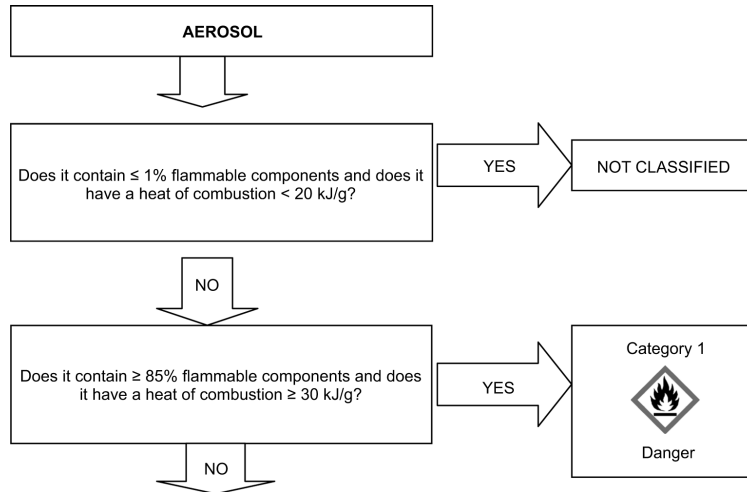 AEROSOL
Does it contain ≤ 1% flammable components and does it
have a heat of combustion < 20 kJ/g?
YES
NOT CLASSIFIED
NO
Does it contain ≥ 85% flammable components and does
it have a heat of combustion ≥ 30 kJ/g?
YES
Category 1
Danger
NO